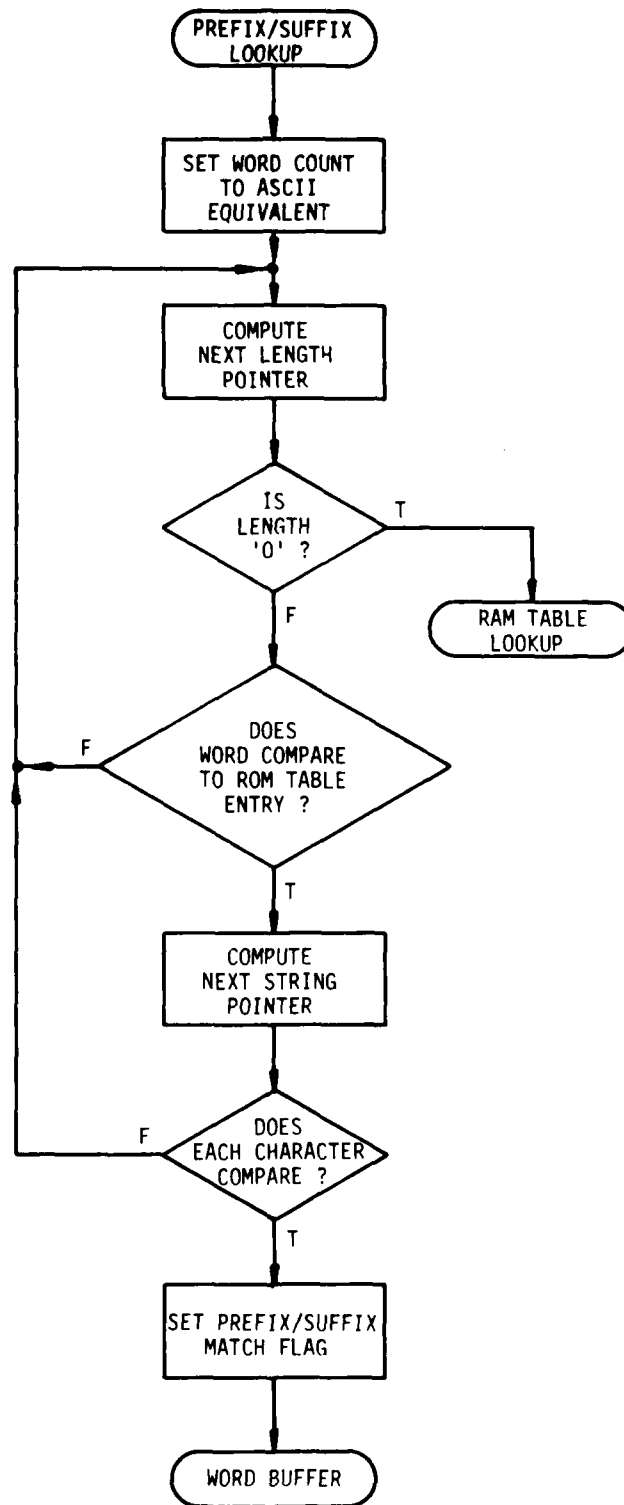 PREFIX/SUFFIX
LOOKUP
SET WORD COUNT
TO ASCII
EQUIVALENT
COMPUTE
NEXT LENGTH
POINTER
IS
LENGTH
'0' ?
T
F
RAM TABLE
LOOKUP
DOES
WORD COMPARE
TO ROM TABLE
ENTRY ?
F
T
COMPUTE
NEXT STRING
POINTER
DOES
EACH CHARACTER
COMPARE ?
F
T
SET PREFIX/SUFFIX
MATCH FLAG
WORD BUFFER